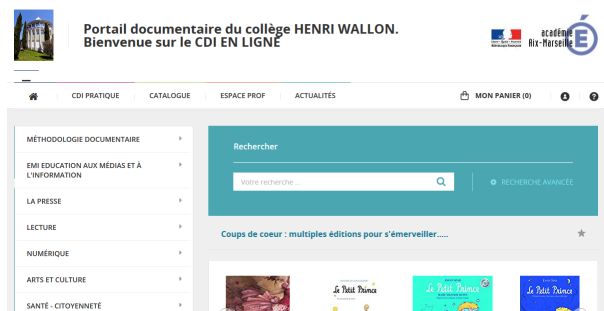 Portail documentaire du collège HENRI WALLON.
Bienvenue sur le CDI EN LIGNE
académie
Aix-Marseille
É
CDI PRATIQUE
CATALOGUE
ESPACE PROF
ACTUALITÉS
MON PANIER (0)
MÉTHODOLOGIE DOCUMENTAIRE
EMI EDUCATION AUX MÉDIAS ET À
L'INFORMATION
LA PRESSE
LECTURE
NUMÉRIQUE
ARTS ET CULTURE
SANTÉ - CITOYENNETÉ
Rechercher
Votre recherche ...
RECHERCHE AVANCÉE
Coups de coeur : multiples éditions pour s'émerveiller.....
Le Petit Prince
Le Petit Prince
Le Petit Prince